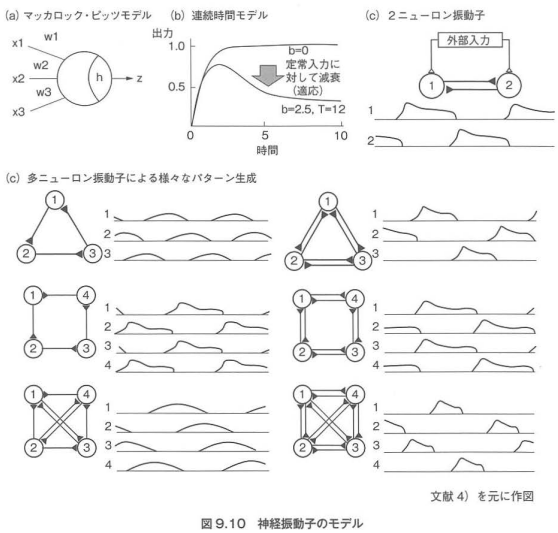 (a) マッカロック・ピッツモデル
w1
x1
w2
x2
w3
x3
h
z
(b) 連続時間モデル
出力
1.0
0.5
0
5
10
時間
b=0
定常入力に
対して減衰
(適応)
b=2.5, T=12
(c) 2ニューロン振動子
外部入力
1
2
1
2
(c) 多ニューロン振動子による様々なパターン生成
1
2
3
1
2
3
1
2
3
1
2
3
1
4
2
3
1
2
3
4
1
4
2
3
1
2
3
4
1
4
2
3
1
2
3
4
1
4
2
3
1
2
3
4
文献 4) を元に作図
図 9.10 神経振動子のモデル